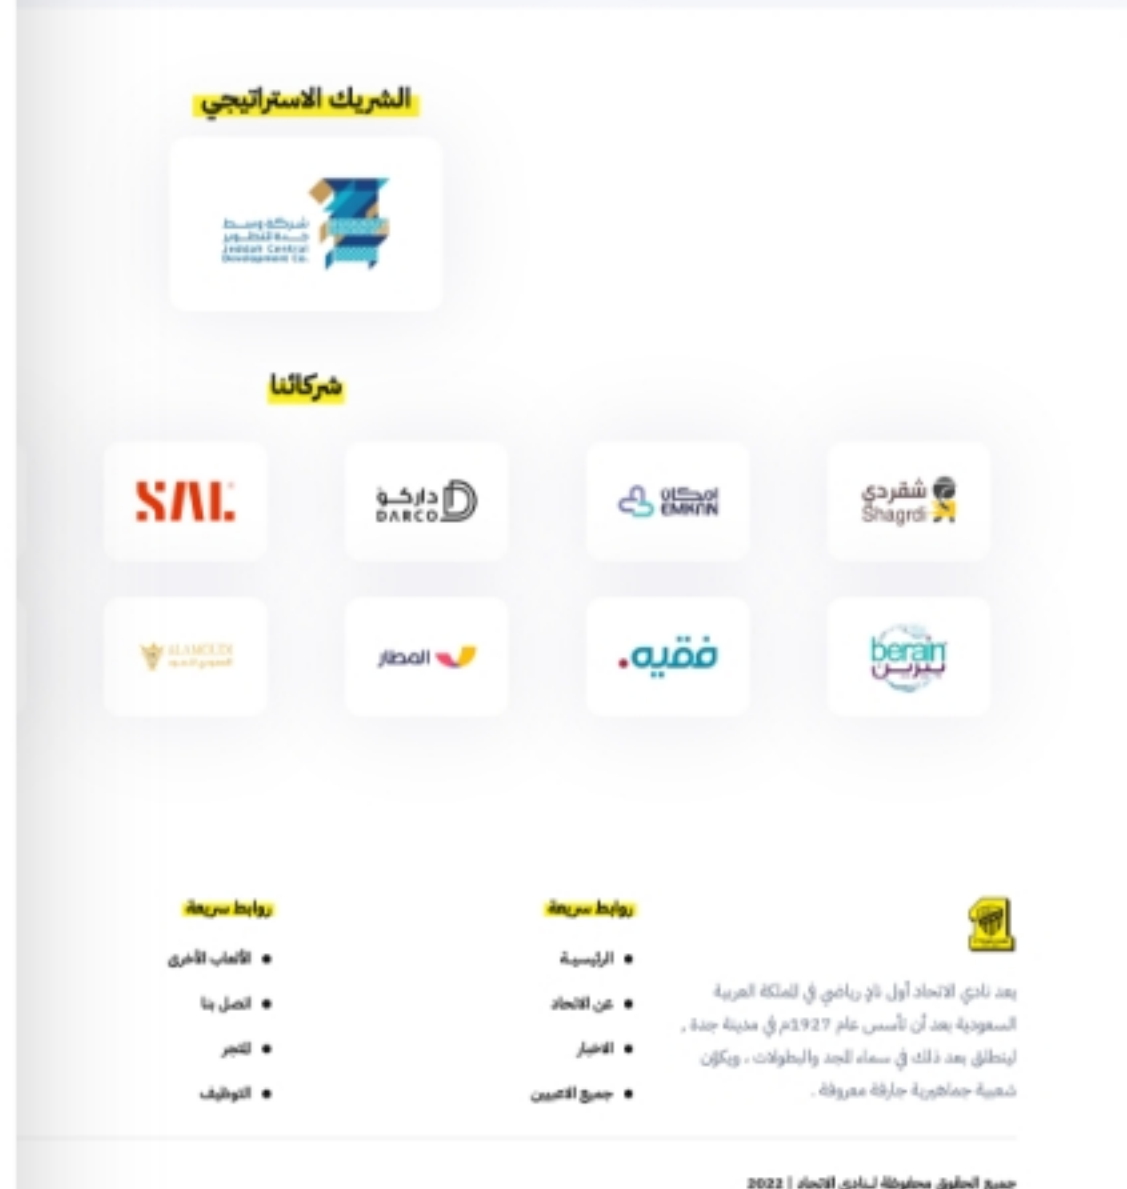 الشريك الاستراتيجي
شركة وسط
جدة للتطوير
Jeddah Central
Development Co.
شركائنا
شقردي
Shagrdi
امكان
EMKAN
داركو
DARCO
SAL
berain
بيرين
فقيه.
المطار
ALAMOUDI
روابط سريعة
الرئيسية
عن الاتحاد
الاخبار
جميع الاعبين
روابط سريعة
الألعاب الأخرى
اتصل بنا
المتجر
التوظيف
يعد نادي الاتحاد أول نادٍ رياضي في المملكة العربية
السعودية بعد أن تأسس عام 1927م في مدينة جدة ,
لينطلق بعد ذلك في سماء المجد والبطولات ، ويكوّن
شعبية جماهيرية جارفة معروفة .
جميع الحقوق محفوظة لنادي الاتحاد | 2022